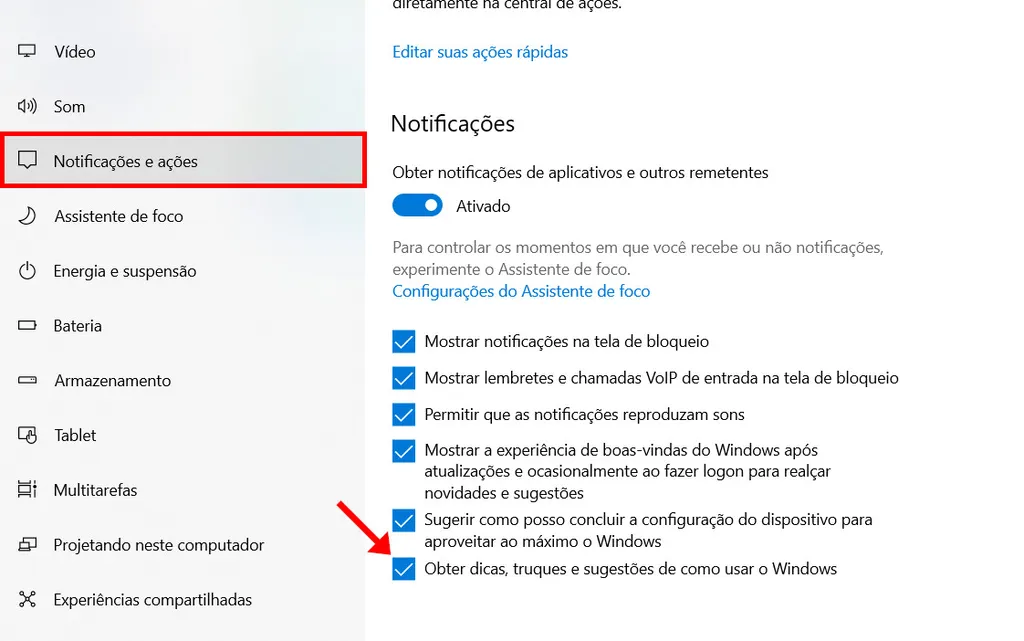 Vídeo
Som
Notificações e ações
Assistente de foco
Energia e suspensão
Bateria
Armazenamento
Tablet
Multitarefas
Projetando neste computador
Experiências compartilhadas
diretamente na central de ações.
Editar suas ações rápidas
Notificações
Obter notificações de aplicativos e outros remetentes
Ativado
Para controlar os momentos em que você recebe ou não notificações,
experimente o Assistente de foco.
Configurações do Assistente de foco
Mostrar notificações na tela de bloqueio
Mostrar lembretes e chamadas VoIP de entrada na tela de bloqueio
Permitir que as notificações reproduzam sons
Mostrar a experiência de boas-vindas do Windows após
atualizações e ocasionalmente ao fazer logon para realçar
novidades e sugestões
Sugerir como posso concluir a configuração do dispositivo para
aproveitar ao máximo o Windows
Obter dicas, truques e sugestões de como usar o Windows